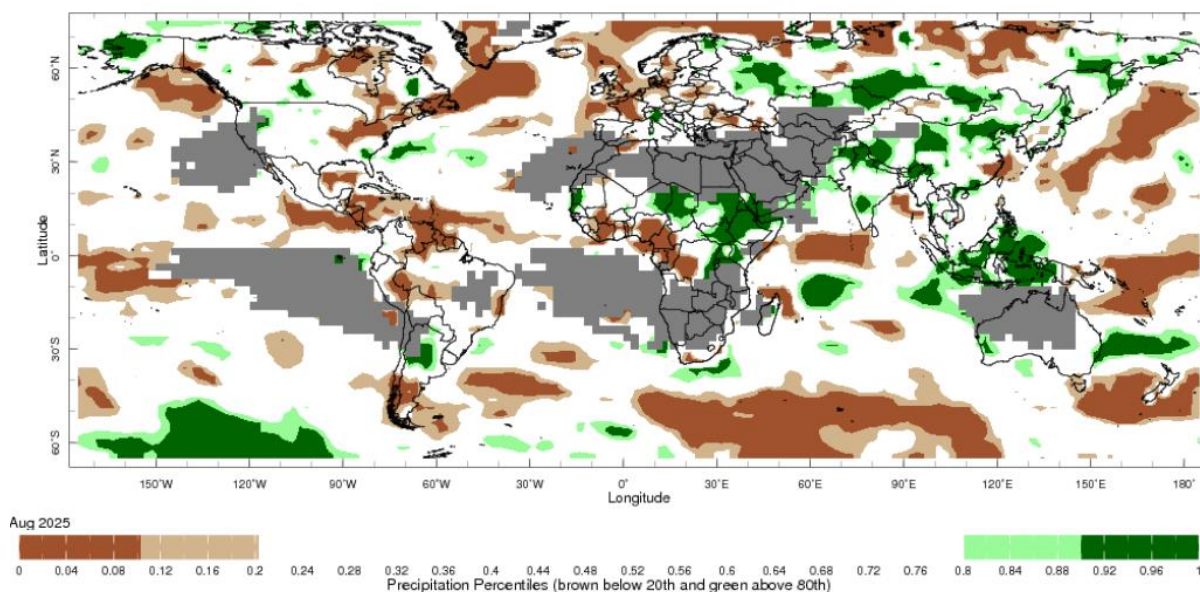 60°N
30°N
0°
30°S
60°S
Latitude
150°W 120°W 90°W 60°W 30°W 0° 30°E 60°E 90°E 120°E 150°E 180°
Longitude
Aug 2025
0 0.04 0.08 0.12 0.16 0.2 0.24 0.28 0.32 0.36 0.4 0.44 0.48 0.52 0.56 0.6 0.64 0.68 0.72 0.76 0.8 0.84 0.88 0.92 0.96 1
Precipitation Percentiles (brown below 20th and green above 80th)